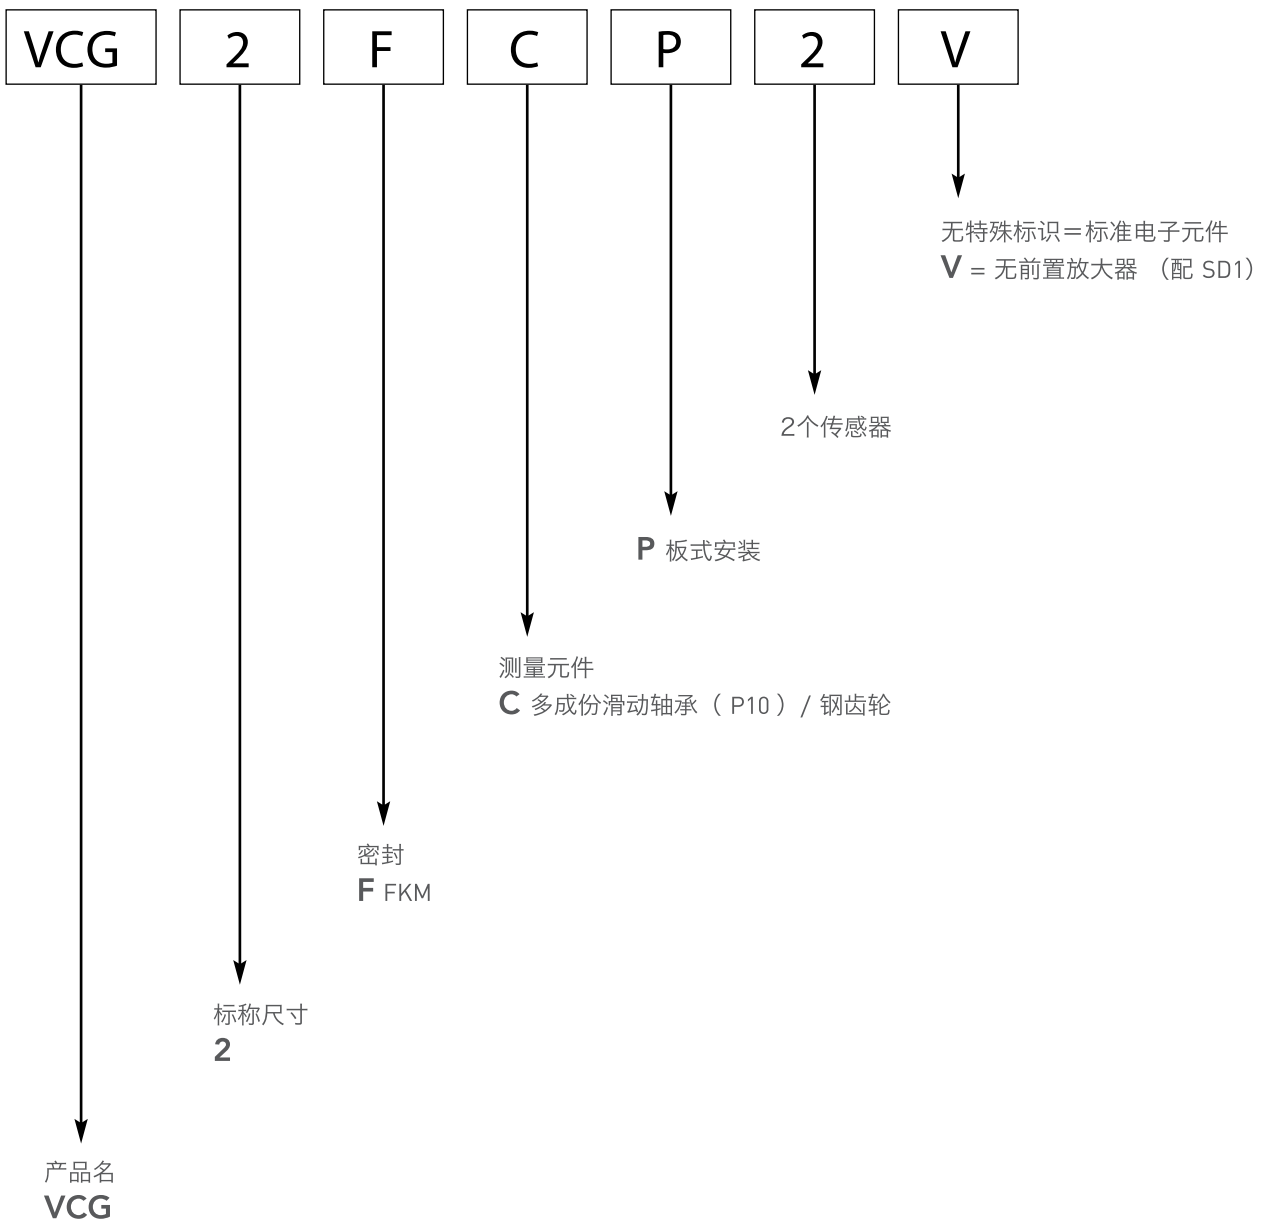 VCG 2 F C P 2 V
无特殊标识＝标准电子元件
V = 无前置放大器 （配 SD1）
2个传感器
P 板式安装
测量元件
C 多成份滑动轴承（ P10 ）/ 钢齿轮
密封
F FKM
标称尺寸
2
产品名
VCG